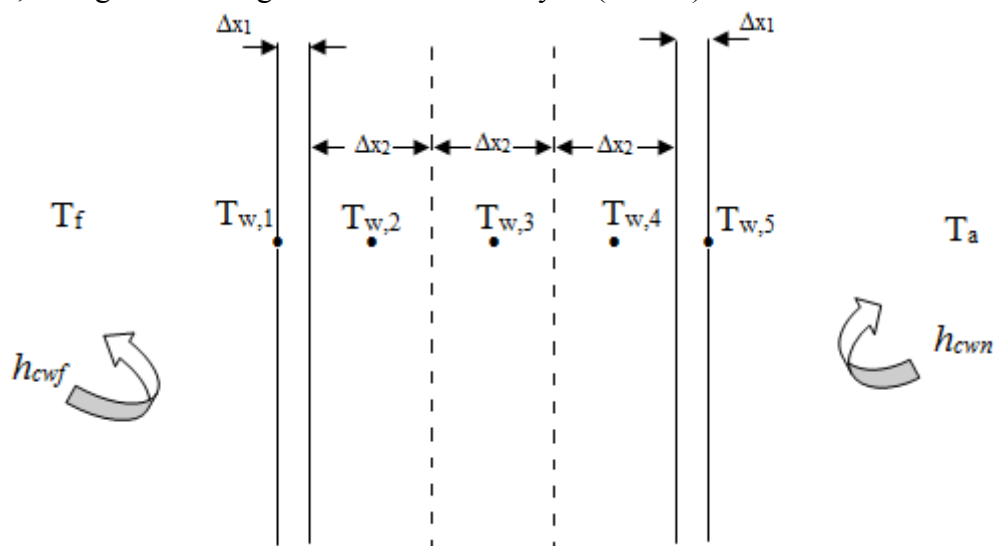 Δx1 Δx1
Δx2 Δx2 Δx2
Tf Tw,1 Tw,2 Tw,3 Tw,4 Tw,5 Ta
hcwf hcwn